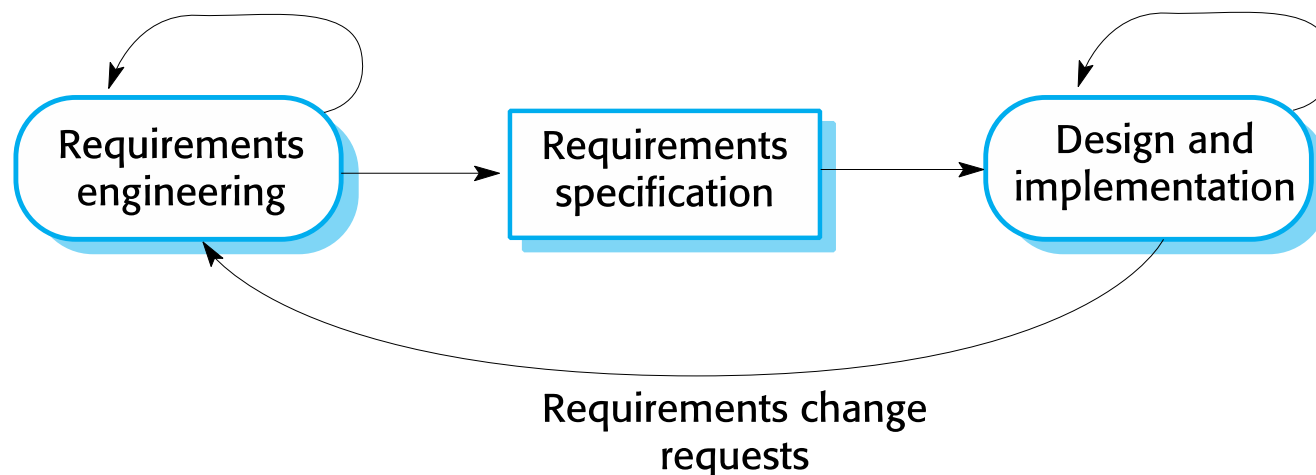 Requirements
engineering
Requirements
specification
Design and
implementation
Requirements change
requests